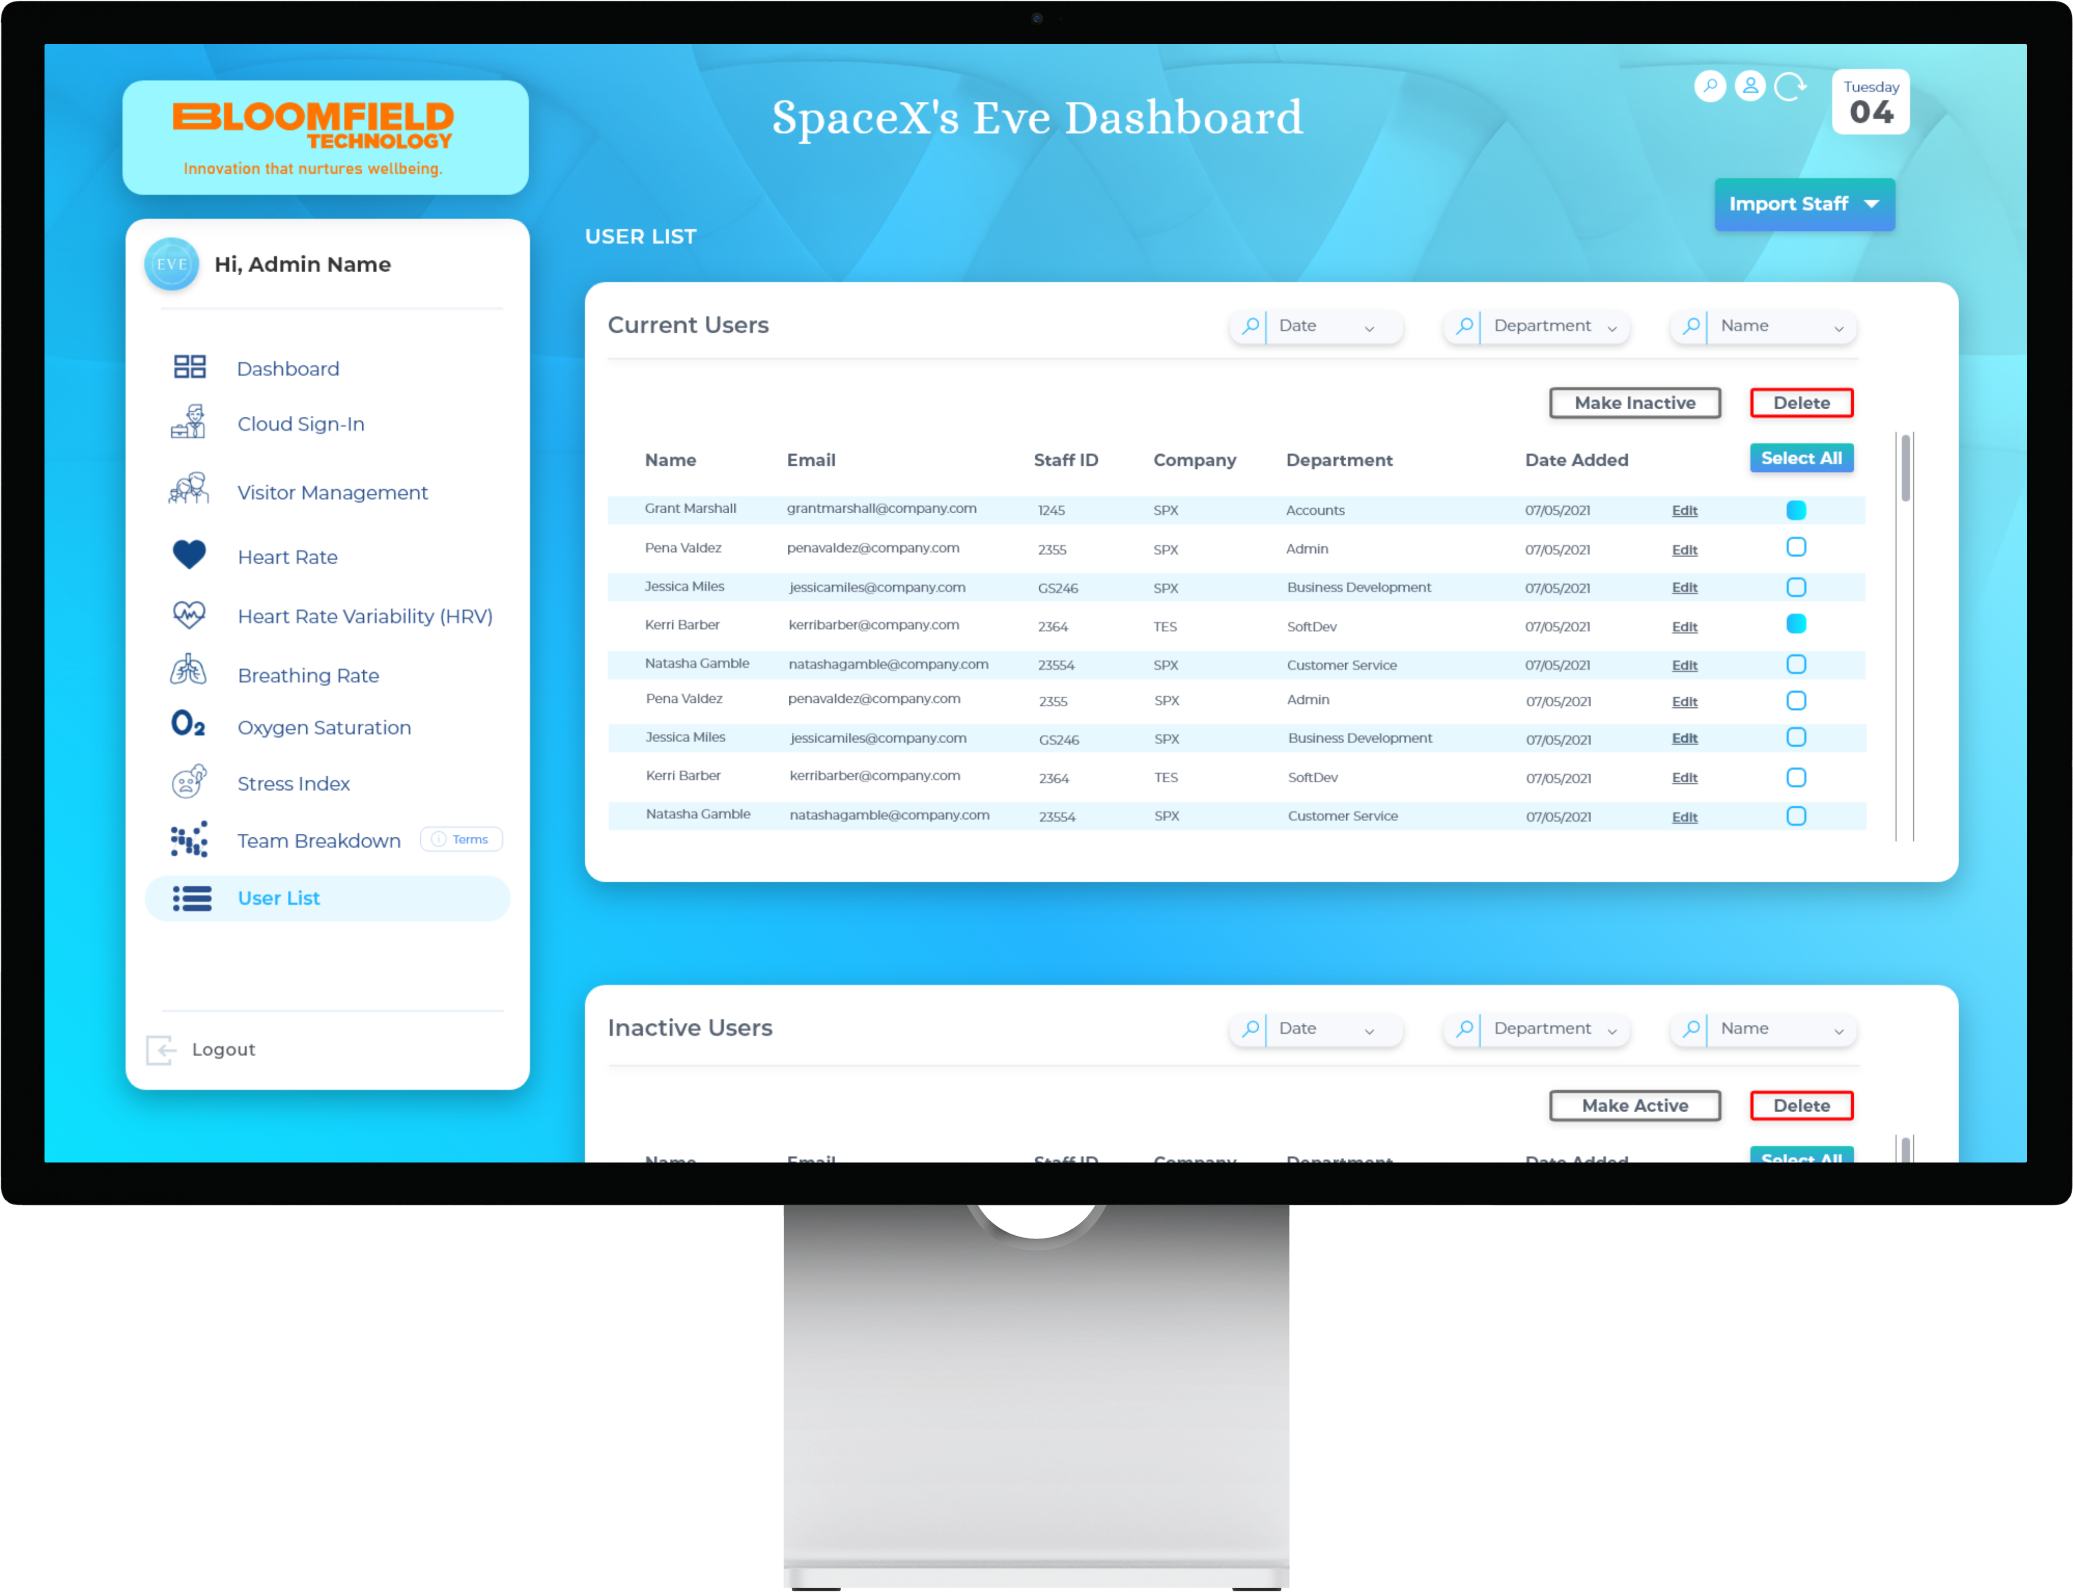 BLOOMFIELD
TECHNOLOGY
Innovation that nurtures wellbeing.
SpaceX's Eve Dashboard
Tuesday
04
Import Staff
EVE
Hi, Admin Name
Dashboard
Cloud Sign-In
Visitor Management
Heart Rate
Heart Rate Variability (HRV)
Breathing Rate
O2 Oxygen Saturation
Stress Index
Team Breakdown Terms
User List
Logout
USER LIST
Current Users Date Department Name
Make Inactive Delete
Name Email Staff ID Company Department Date Added Select All
Grant Marshall grantmarshall@company.com 1245 SPX Accounts 07/05/2021 Edit
Pena Valdez penavaldez@company.com 2355 SPX Admin 07/05/2021 Edit
Jessica Miles jessicamiles@company.com GS246 SPX Business Development 07/05/2021 Edit
Kerri Barber kerribarber@company.com 2364 TES SoftDev 07/05/2021 Edit
Natasha Gamble natashagamble@company.com 23554 SPX Customer Service 07/05/2021 Edit
Pena Valdez penavaldez@company.com 2355 SPX Admin 07/05/2021 Edit
Jessica Miles jessicamiles@company.com GS246 SPX Business Development 07/05/2021 Edit
Kerri Barber kerribarber@company.com 2364 TES SoftDev 07/05/2021 Edit
Natasha Gamble natashagamble@company.com 23554 SPX Customer Service 07/05/2021 Edit
Inactive Users Date Department Name
Make Active Delete
Name Email Staff ID Company Department Date Added Select All